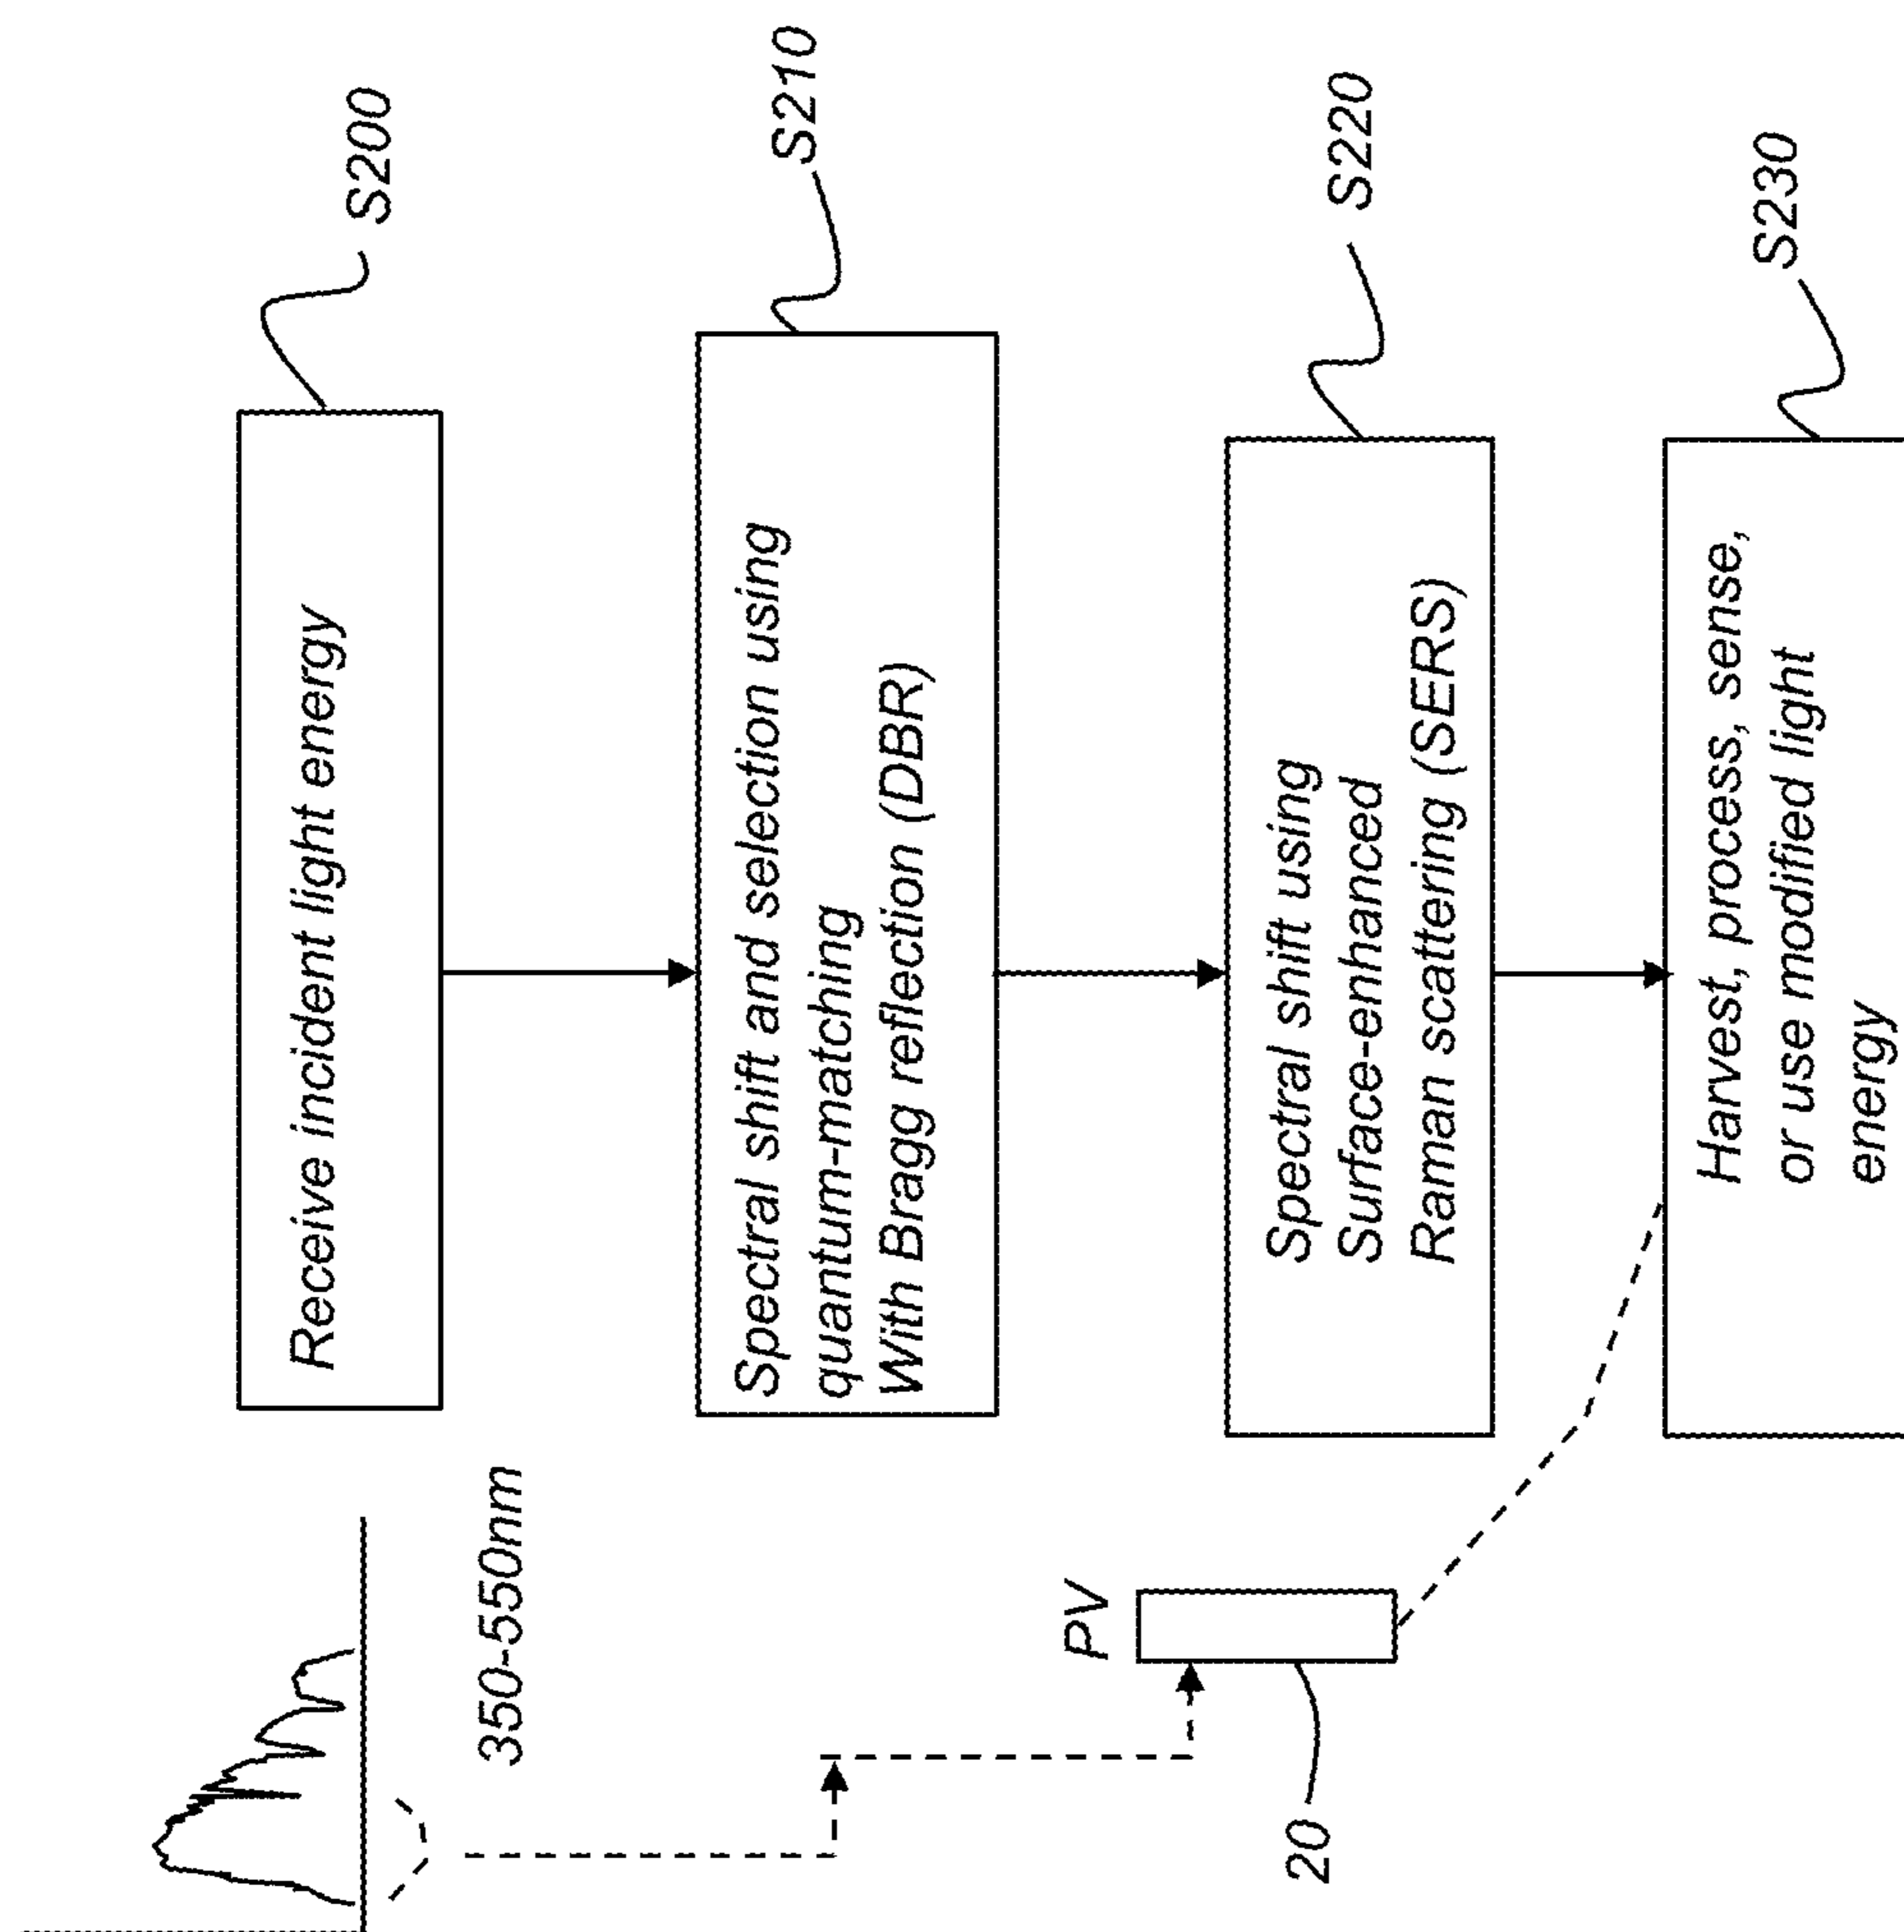 Receive incident light energy
S200
350-550nm
Spectral shift and selection using
quantum-matching
With Bragg reflection (DBR)
S210
PV
20
Spectral shift using
Surface-enhanced
Raman scattering (SERS)
S220
Harvest, process, sense,
or use modified light
energy
S230